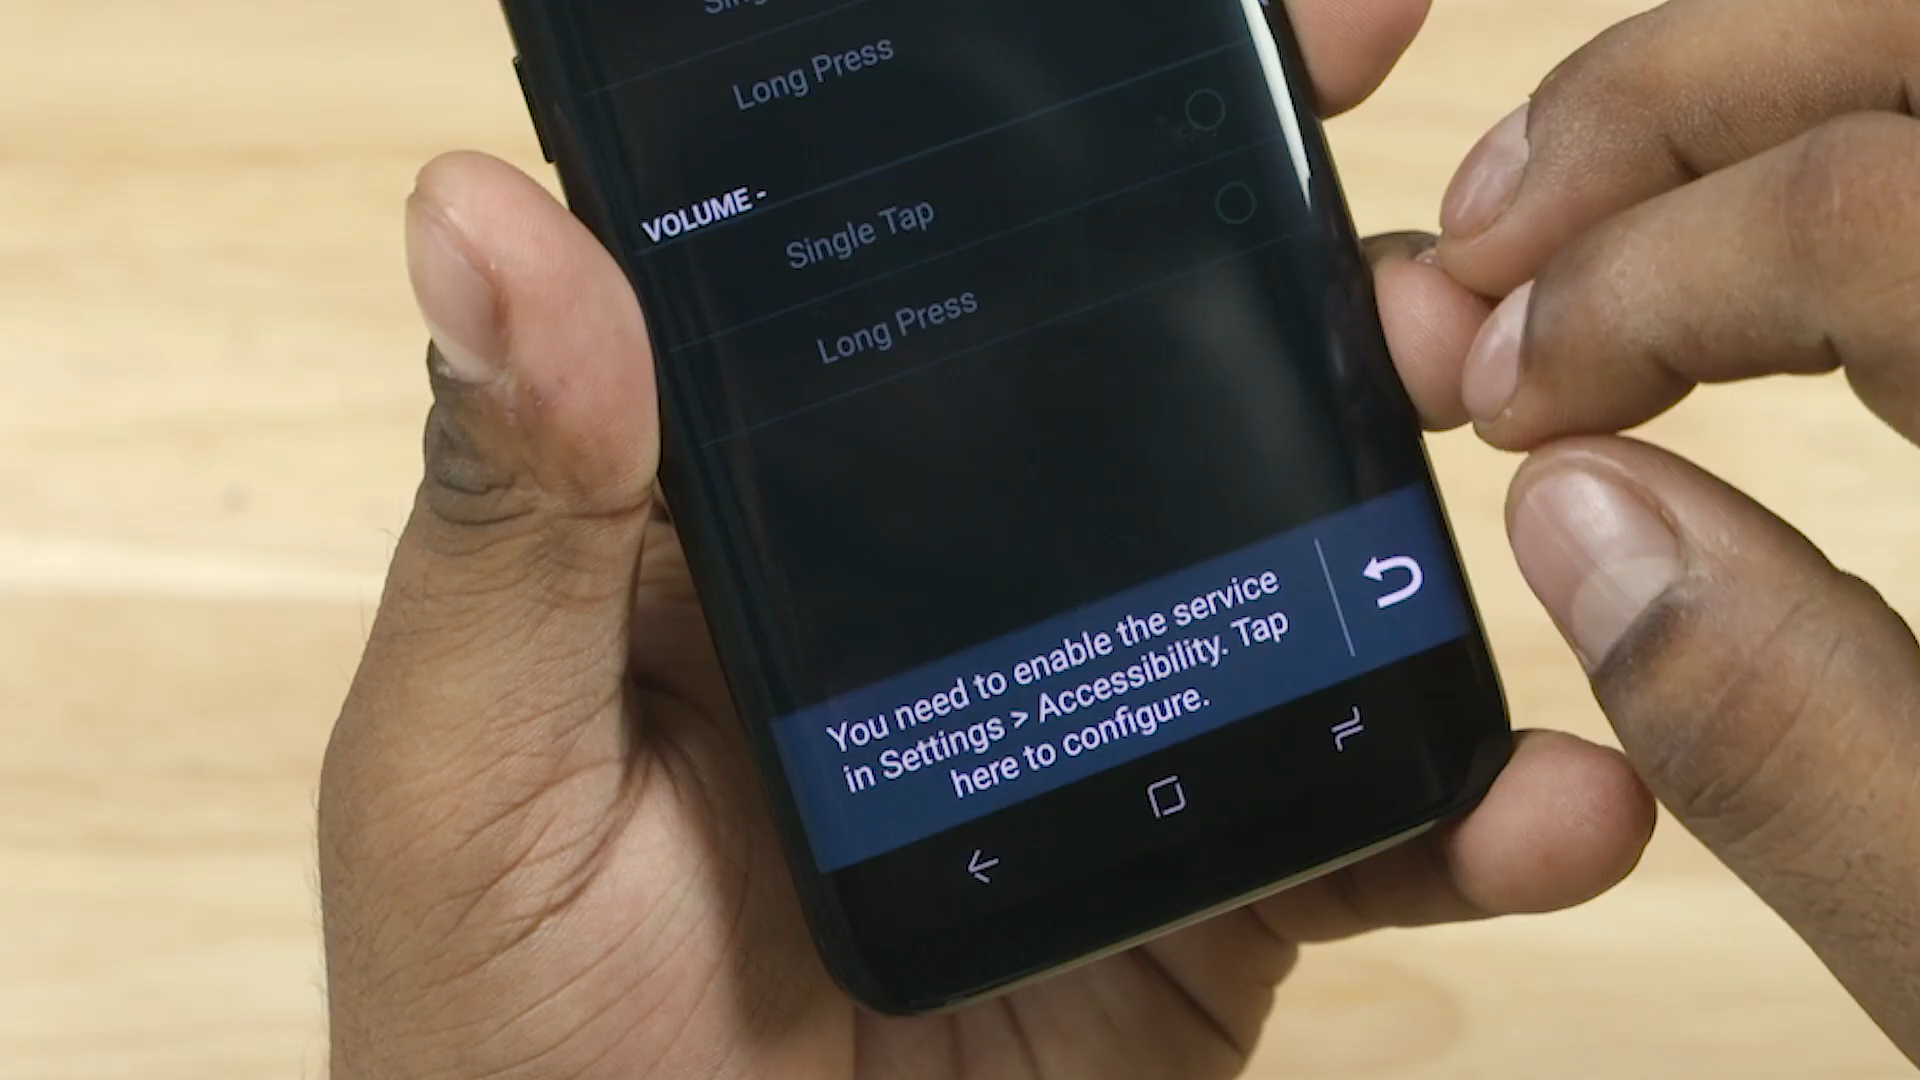 Long Press
VOLUME -
Single Tap
Long Press
You need to enable the service
in Settings > Accessibility. Tap
here to configure.